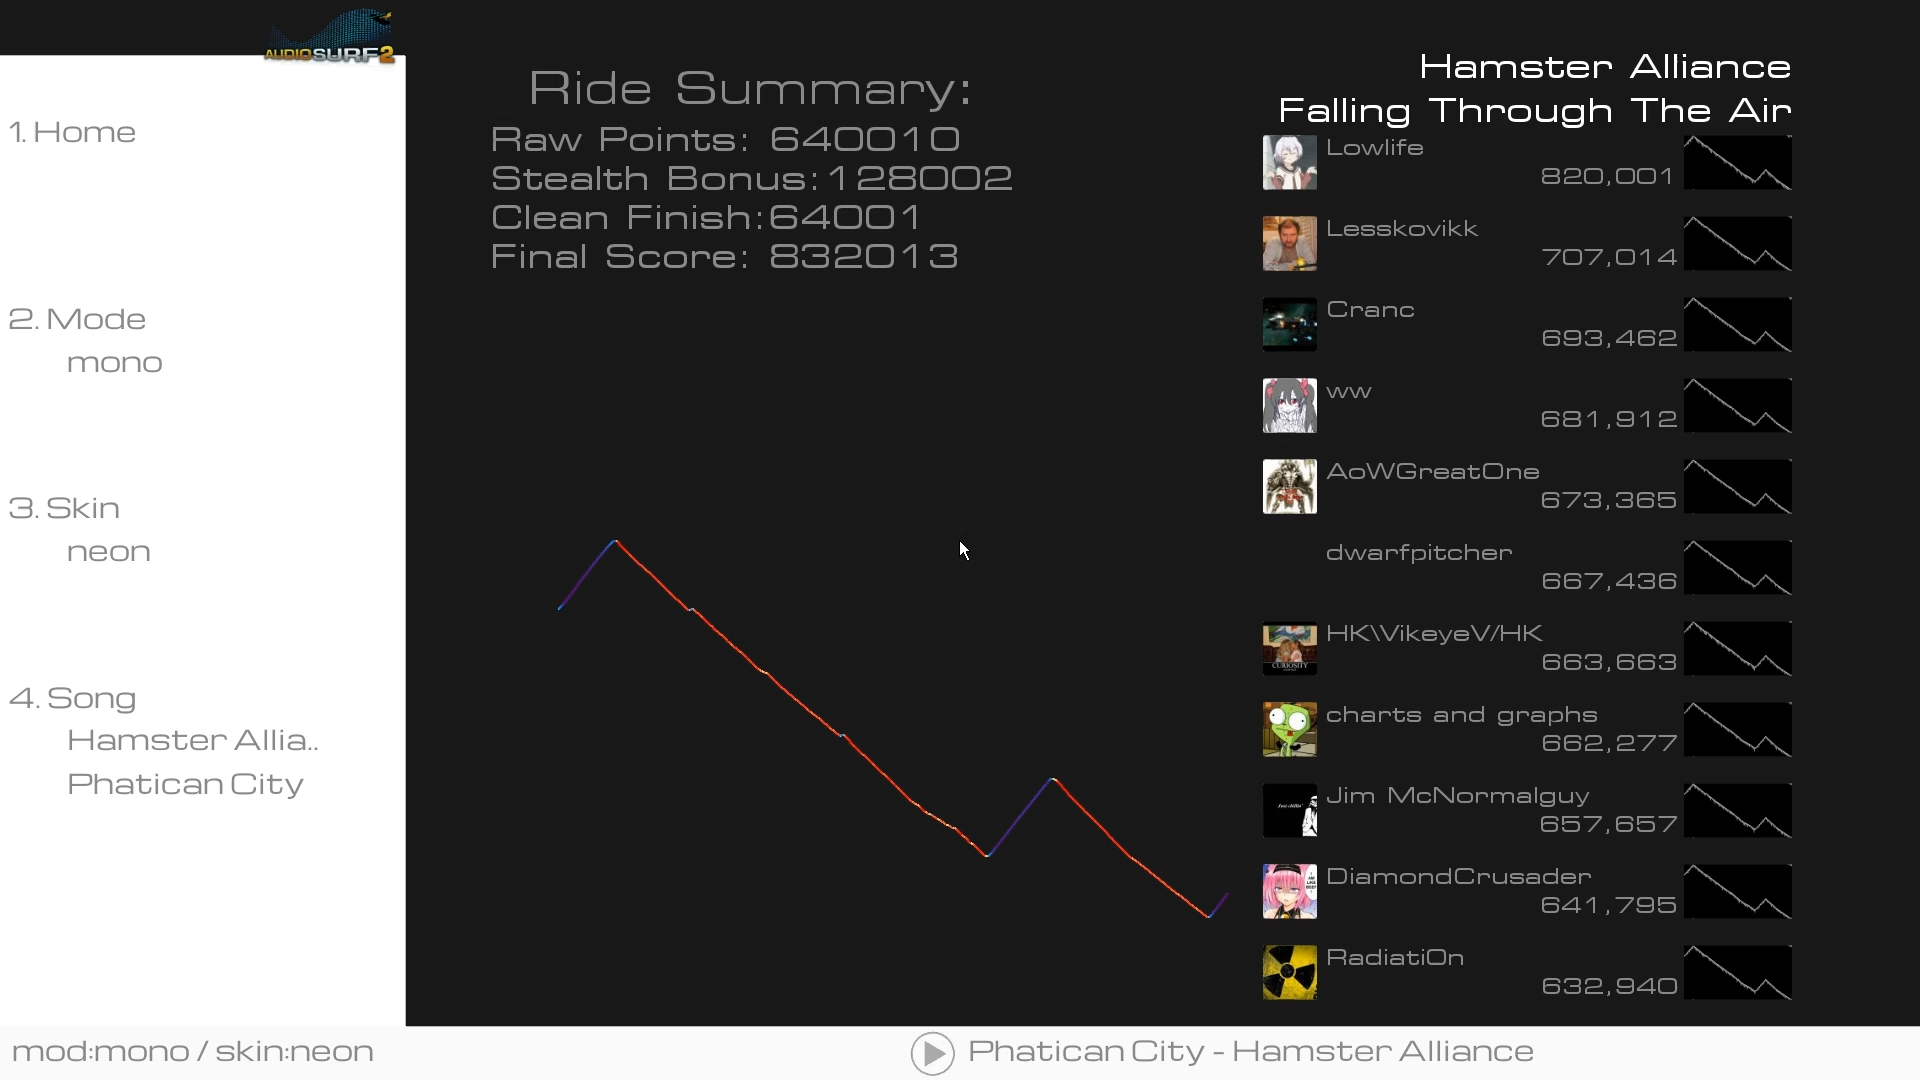 AUDIOSURF2
1. Home
2. Mode
mono
3. Skin
neon
4. Song
Hamster Allia..
Phatican City
Ride Summary:
Raw Points: 640010
Stealth Bonus:128002
Clean Finish:64001
Final Score: 832013
Hamster Alliance
Falling Through The Air
Lowlife
820,001
Lesskovikk
707,014
Cranc
693,462
ww
681,912
AoWGreatOne
673,365
dwarfpitcher
667,436
HK\VikeyeV/HK
663,663
CURIOSITY
charts and graphs
662,277
Jim McNormalguy
657,657
DiamondCrusader
641,795
RadiatiOn
632,940
mod:mono / skin:neon
Phatican City - Hamster Alliance